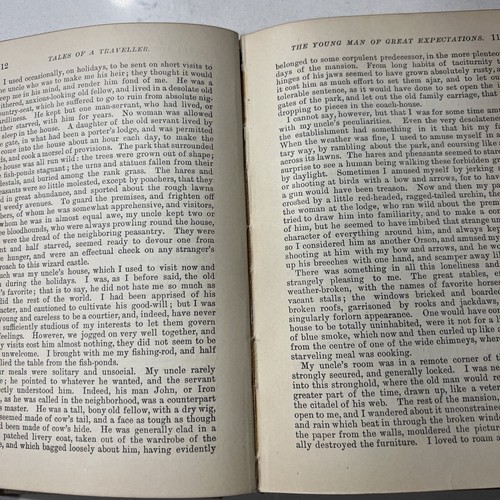 12 TALES OF A TRAVELLER.
I used occasionally, on holidays, to be sent on short visits to
uncle who was to make me his heir; they thought it would
keep me in his mind, and render him fond of me. He was a
withered, anxious-looking old fellow, and lived in a desolate old
country-seat, which he suffered to go to ruin from absolute nig-
gardliness. He kept but one man-servant, who had lived, or
rather starved, with him for years. No woman was allowed
sleep in the house. A daughter of the old servant lived by
gate, in what had been a porter's lodge, and was permitted
come into the house about an hour each day, to make the
beds, and cook a morsel of provisions. The park that surrounded
house was all run wild: the trees were grown out of shape;
fish-ponds stagnant; the urns and statues fallen from their
pedestals, and buried among the rank grass. The hares and
pheasants were so little molested, except by poachers, that they
bred in great abundance, and sported about the rough lawns
weedy avenues. To guard the premises, and frighten off
robbers, of whom he was somewhat apprehensive, and visitors,
whom he was in almost equal awe, my uncle kept two or
bloodhounds, who were always prowling round the house,
were the dread of the neighboring peasantry. They were
gaunt and half starved, seemed ready to devour one from
hunger, and were an effectual check on any stranger's
approach to this wizard castle.
Such was my uncle's house, which I used to visit now and
during the holidays. I was, as I before said, the old
man's favorite; that is to say, he did not hate me so much as
did the rest of the world. I had been apprised of his
character, and cautioned to cultivate his good-will; but I was
young and careless to be a courtier, and, indeed, have never
sufficiently studious of my interests to let them govern
feelings. However, we jogged on very well together, and
my visits cost him almost nothing, they did not seem to be
unwelcome. I brought with me my fishing-rod, and half
supplied the table from the fish-ponds.
Our meals were solitary and unsocial. My uncle rarely
spoke; he pointed to whatever he wanted, and the servant
perfectly understood him. Indeed, his man John, or Iron
John, as he was called in the neighborhood, was a counterpart
of his master. He was a tall, bony old fellow, with a dry wig,
that seemed made of cow's tail, and a face as tough as though
it had been made of cow's hide. He was generally clad in a
patched livery coat, taken out of the wardrobe of the
house, and which bagged loosely about him, having evidently
THE YOUNG MAN OF GREAT EXPECTATIONS. 11
belonged to some corpulent predecessor, in the more plenteous
days of the mansion. From long habits of taciturnity the
hinges of his jaws seemed to have grown absolutely rusty, and
it cost him as much effort to set them ajar, and to let out a
tolerable sentence, as it would have done to set open the iron
gates of the park, and let out the old family carriage, that was
dropping to pieces in the coach-house.
I cannot say, however, but that I was for some time amused
with my uncle's peculiarities. Even the very desolateness of
the establishment had something in it that hit my fancy.
When the weather was fine, I used to amuse myself in a soli-
tary way, by rambling about the park, and coursing like a colt
across its lawns. The hares and pheasants seemed to stare with
surprise to see a human being walking these forbidden grounds
by daylight. Sometimes I amused myself by jerking stones,
or shooting at birds with a bow and arrows, for to have used
a gun would have been treason. Now and then my path was
crossed by a little red-headed, ragged-tailed urchin, the son of
the woman at the lodge, who ran wild about the premises. I
tried to draw him into familiarity, and to make a companion
of him, but he seemed to have imbibed that strange unsocial
character of everything around him, and always kept aloof;
so I considered him as another Orson, and amused myself with
shooting at him with my bow and arrows, and he would hold
up his breeches with one hand, and scamper away like a deer.
There was something in all this loneliness and wildness
strangely pleasing to me. The great stables, empty and
weather-broken, with the names of favorite horses over the
vacant stalls; the windows bricked and boarded up; the
broken roofs, garrisoned by rooks and jackdaws, all had a
singularly forlorn appearance. One would have concluded the
house to be totally uninhabited, were it not for a little thread
of blue smoke, which now and then curled up like a corkscrew,
from the centre of one of the wide chimneys, where my uncle's
starveling meal was cooking.
My uncle's room was in a remote corner of the building,
strongly secured, and generally locked. I was never admitted
into this stronghold, where the old man would remain for the
greater part of the time, drawn up, like a veteran spider, in
the citadel of his web. The rest of the mansion, however, was
open to me, and I wandered about it unconstrained. The damp
and rain which beat in through the broken windows, crumbled
the paper from the walls, mouldered the pictures, and gradu-
ally destroyed the furniture. I loved to roam about